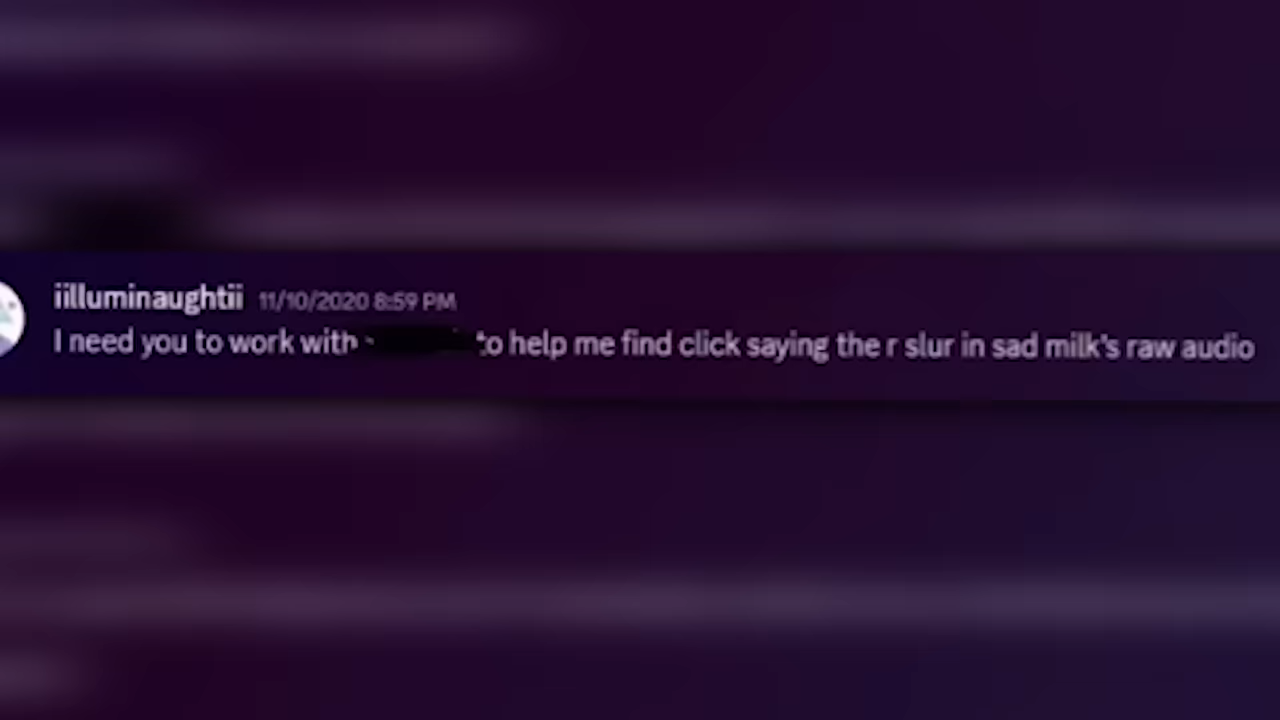 iilluminaughtii 11/10/2020 8:59 PM
I need you to work with to help me find click saying the r slur in sad milk's raw audio